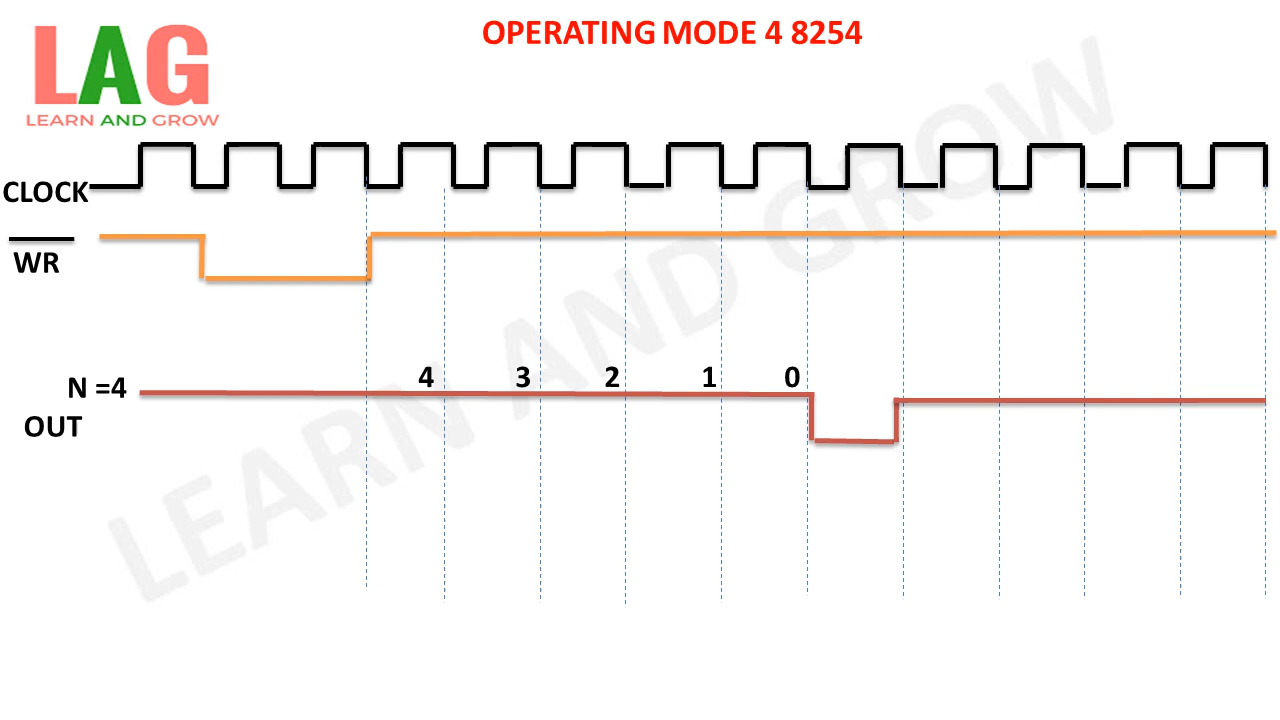 OPERATING MODE 4 8254
LAG
LEARN AND GROW
CLOCK
WR
4 3 2 1 0
N =4
OUT
LEARN AND GROW